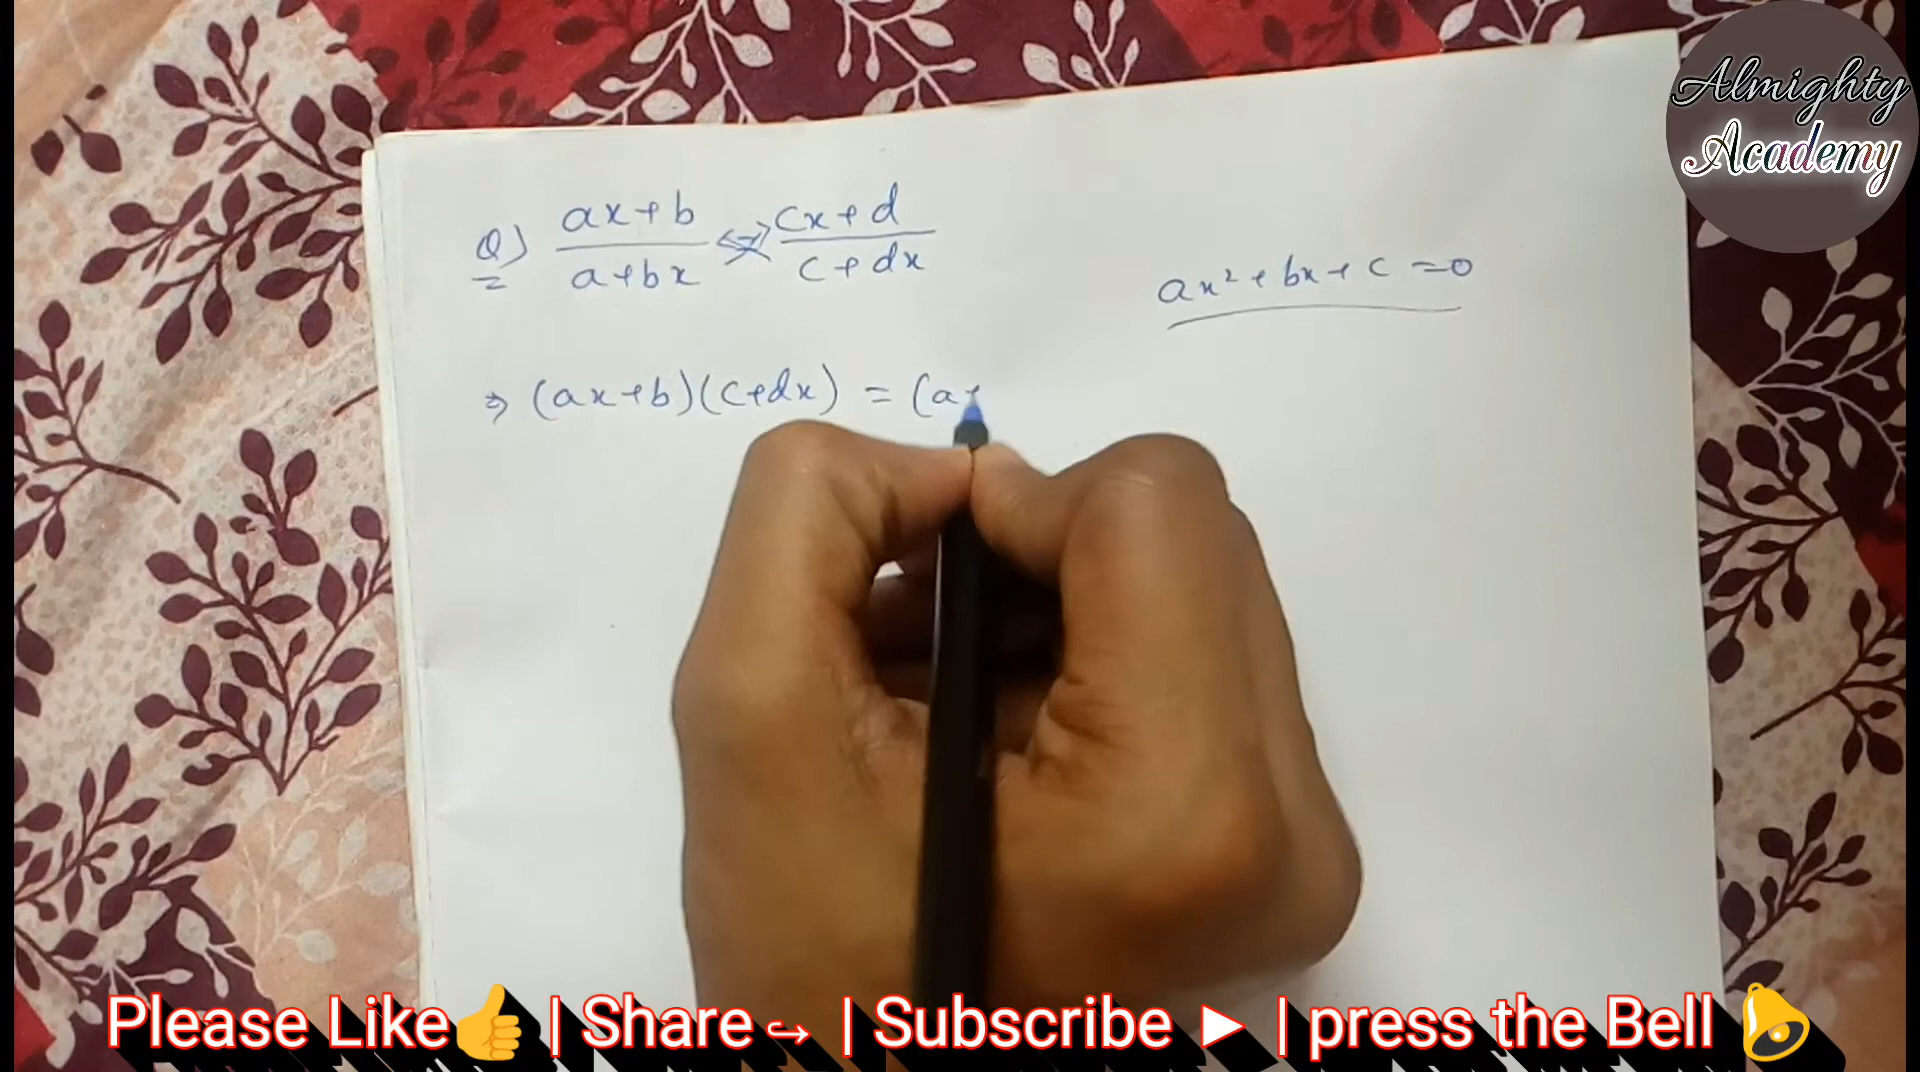 Almighty
Academy
Q) ax+b / a+bx = cx+d / c+dx
ax²+bx+c=0
⇒ (ax+b)(c+dx) = (a+
Please Like👍 | Share↪ | Subscribe ► | press the Bell 🔔